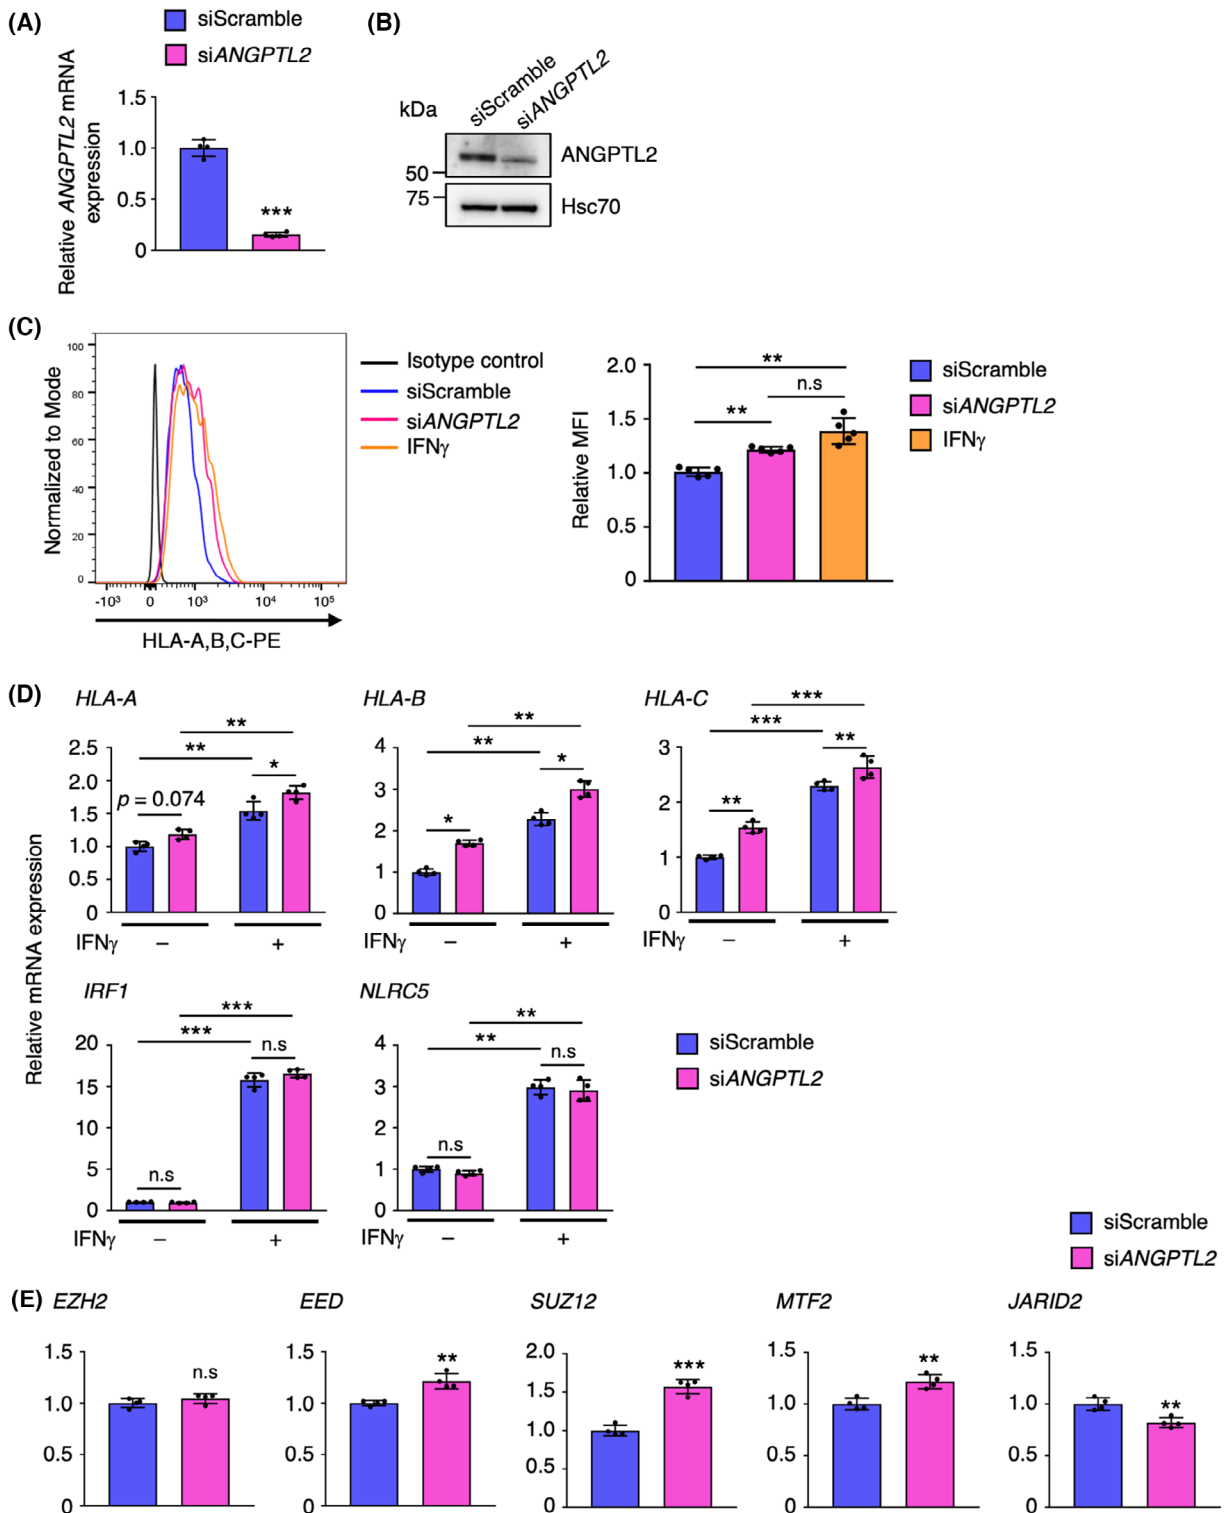 (A)
siScramble
siANGPTL2
Relative ANGPTL2 mRNA
expression
1.5
1.0
0.5
0
***
(B)
siScramble
siANGPTL2
kDa
50
75
ANGPTL2
Hsc70
(C)
Normalized to Mode
100
80
60
40
20
0
-10³ 0 10³ 10⁴ 10⁵
HLA-A,B,C-PE
Isotype control
siScramble
siANGPTL2
IFNγ
Relative MFI
2.0
1.5
1.0
0.5
0
**
** n.s
siScramble
siANGPTL2
IFNγ
(D)
Relative mRNA expression
HLA-A
2.5
2.0
1.5
1.0
0.5
0
**
**
*
p = 0.074
IFNγ − +
HLA-B
4
3
2
1
0
**
**
*
*
IFNγ − +
HLA-C
3
2
1
0
***
***
**
**
IFNγ − +
IRF1
20
15
10
5
0
***
***
n.s
n.s
IFNγ − +
NLRC5
4
3
2
1
0
**
**
n.s
n.s
IFNγ − +
siScramble
siANGPTL2
siScramble
siANGPTL2
(E)
EZH2
1.5
1.0
0.5
0
n.s
EED
1.5
1.0
0.5
0
**
SUZ12
2.0
1.5
1.0
0.5
0
***
MTF2
1.5
1.0
0.5
0
**
JARID2
1.5
1.0
0.5
0
**